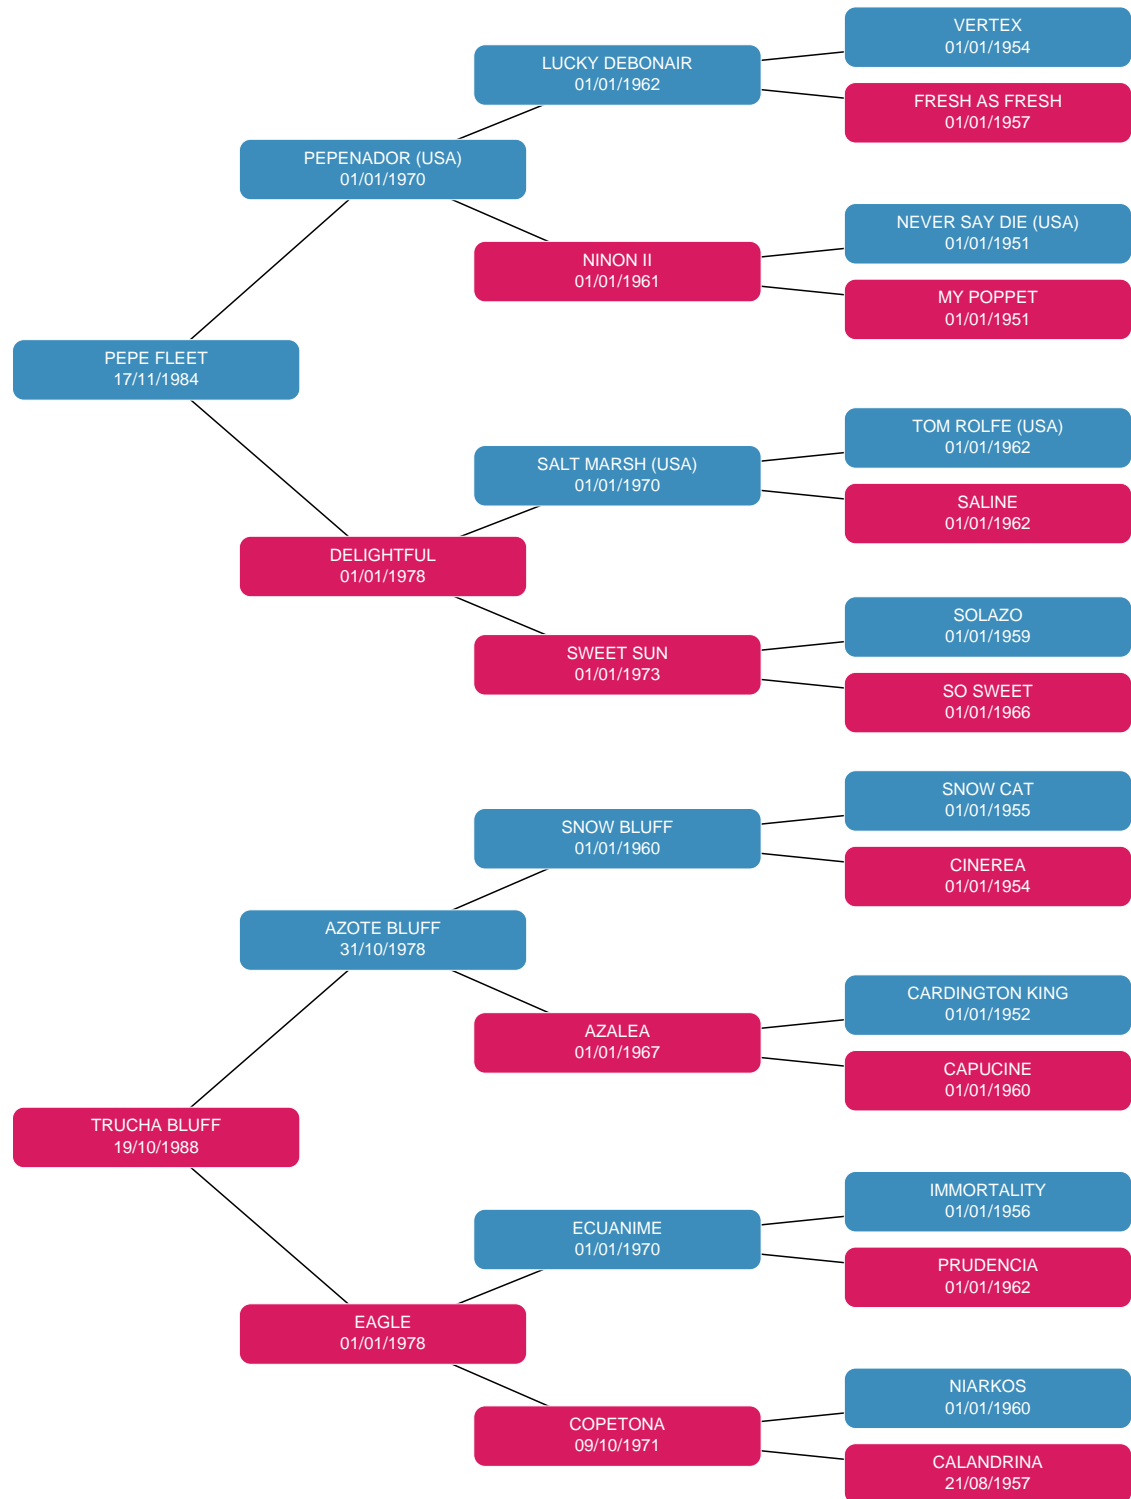 VERTEX
01/01/1954
LUCKY DEBONAIR
01/01/1962
FRESH AS FRESH
01/01/1957
PEPENADOR (USA)
01/01/1970
NEVER SAY DIE (USA)
01/01/1951
NINON II
01/01/1961
MY POPPET
01/01/1951
PEPE FLEET
17/11/1984
TOM ROLFE (USA)
01/01/1962
SALT MARSH (USA)
01/01/1970
SALINE
01/01/1962
DELIGHTFUL
01/01/1978
SOLAZO
01/01/1959
SWEET SUN
01/01/1973
SO SWEET
01/01/1966
SNOW CAT
01/01/1955
SNOW BLUFF
01/01/1960
CINEREA
01/01/1954
AZOTE BLUFF
31/10/1978
CARDINGTON KING
01/01/1952
AZALEA
01/01/1967
CAPUCINE
01/01/1960
TRUCHA BLUFF
19/10/1988
IMMORTALITY
01/01/1956
ECUANIME
01/01/1970
PRUDENCIA
01/01/1962
EAGLE
01/01/1978
NIARKOS
01/01/1960
COPETONA
09/10/1971
CALANDRINA
21/08/1957